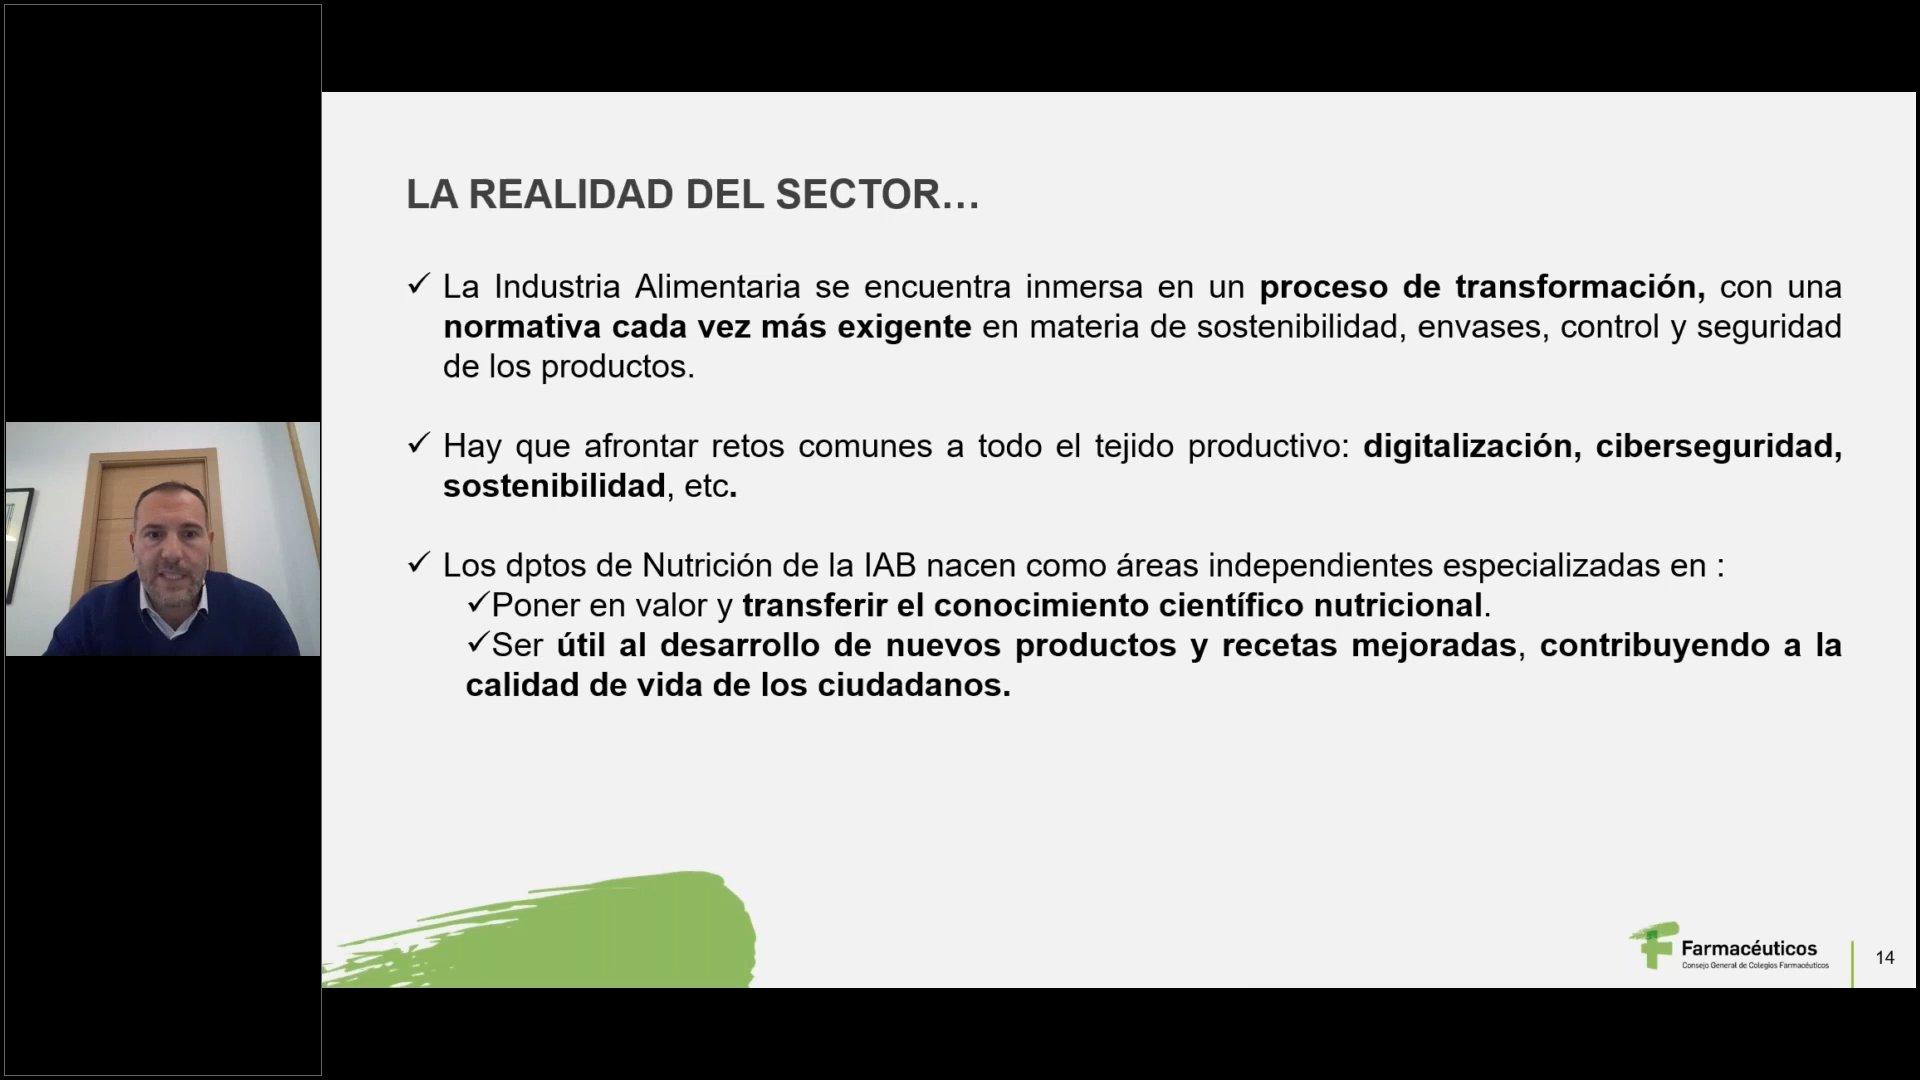 LA REALIDAD DEL SECTOR…
✓ La Industria Alimentaria se encuentra inmersa en un proceso de transformación, con una
normativa cada vez más exigente en materia de sostenibilidad, envases, control y seguridad
de los productos.
✓ Hay que afrontar retos comunes a todo el tejido productivo: digitalización, ciberseguridad,
sostenibilidad, etc.
✓ Los dptos de Nutrición de la IAB nacen como áreas independientes especializadas en :
✓Poner en valor y transferir el conocimiento científico nutricional.
✓Ser útil al desarrollo de nuevos productos y recetas mejoradas, contribuyendo a la
calidad de vida de los ciudadanos.
Farmacéuticos
Consejo General de Colegios Farmacéuticos
14